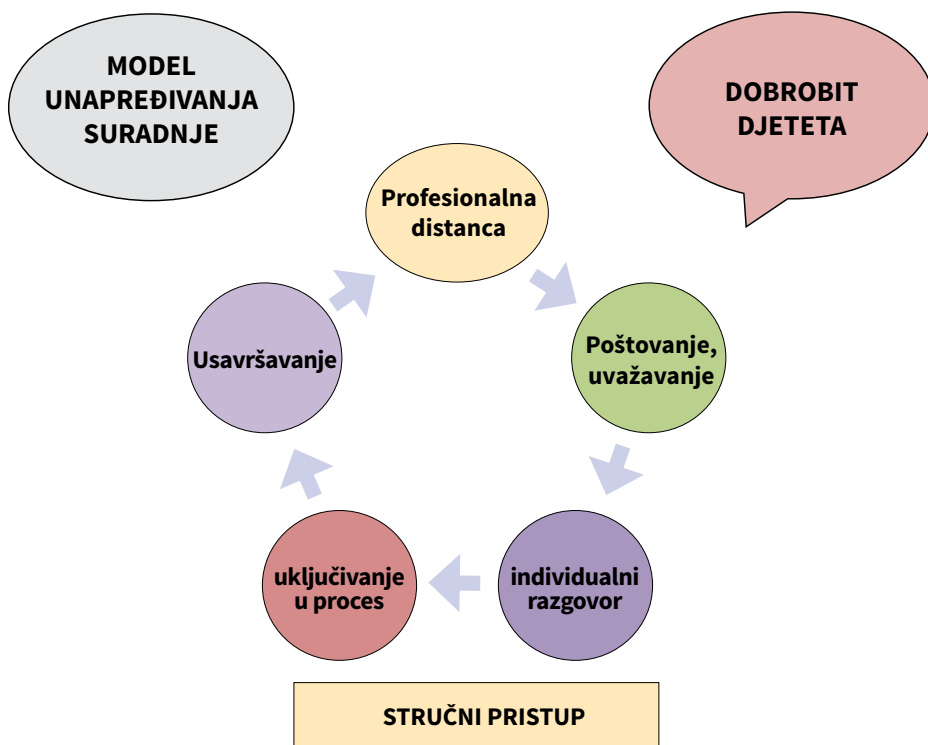 MODEL
UNAPREĐIVANJA
SURADNJE
DOBROBIT
DJETETA
Profesionalna
distanca
Poštovanje,
uvažavanje
individualni
razgovor
uključivanje
u proces
Usavršavanje
STRUČNI PRISTUP